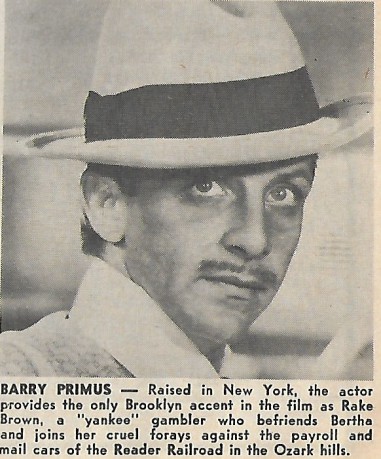 BARRY PRIMUS — Raised in New York, the actor
provides the only Brooklyn accent in the film as Rake
Brown, a "yankee" gambler who befriends Bertha
and joins her cruel forays against the payroll and
mail cars of the Reader Railroad in the Ozark hills.